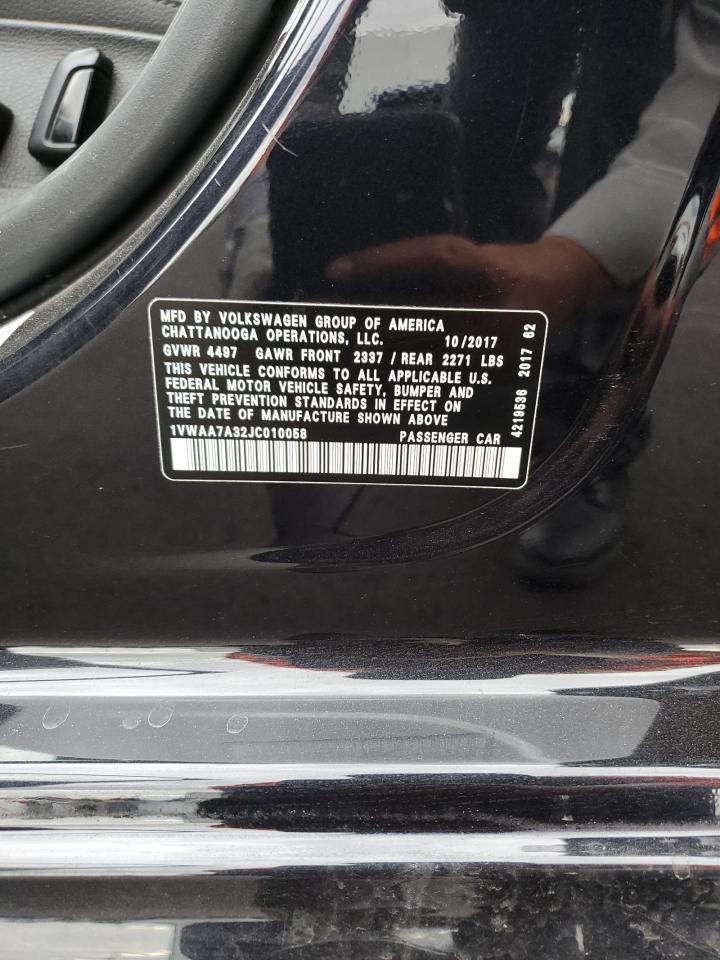 MFD BY VOLKSWAGEN GROUP OF AMERICA
CHATTANOOGA OPERATIONS, LLC. 10/2017
GVWR 4497 GAWR FRONT 2337 / REAR 2271 LBS
THIS VEHICLE CONFORMS TO ALL APPLICABLE U.S.
FEDERAL MOTOR VEHICLE SAFETY, BUMPER AND
THEFT PREVENTION STANDARDS IN EFFECT ON
THE DATE OF MANUFACTURE SHOWN ABOVE
1VWAA7A32JC010058 PASSENGER CAR
4219536 2017 62